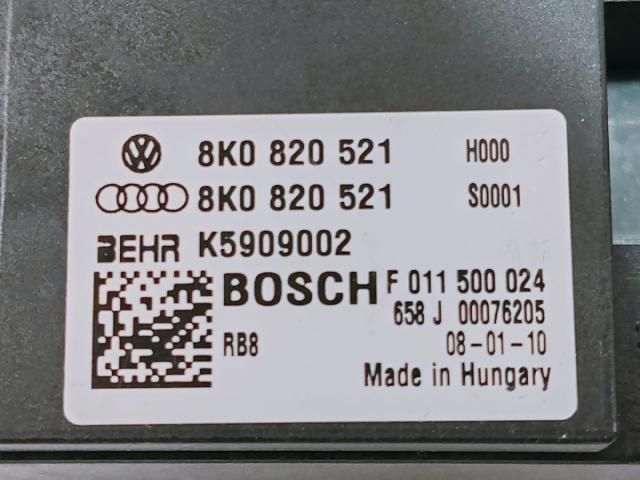 8K0 820 521 H000
8K0 820 521 S0001
BEHR K5909002
BOSCH F 011 500 024
658 J 00076205
RB8 08-01-10
Made in Hungary